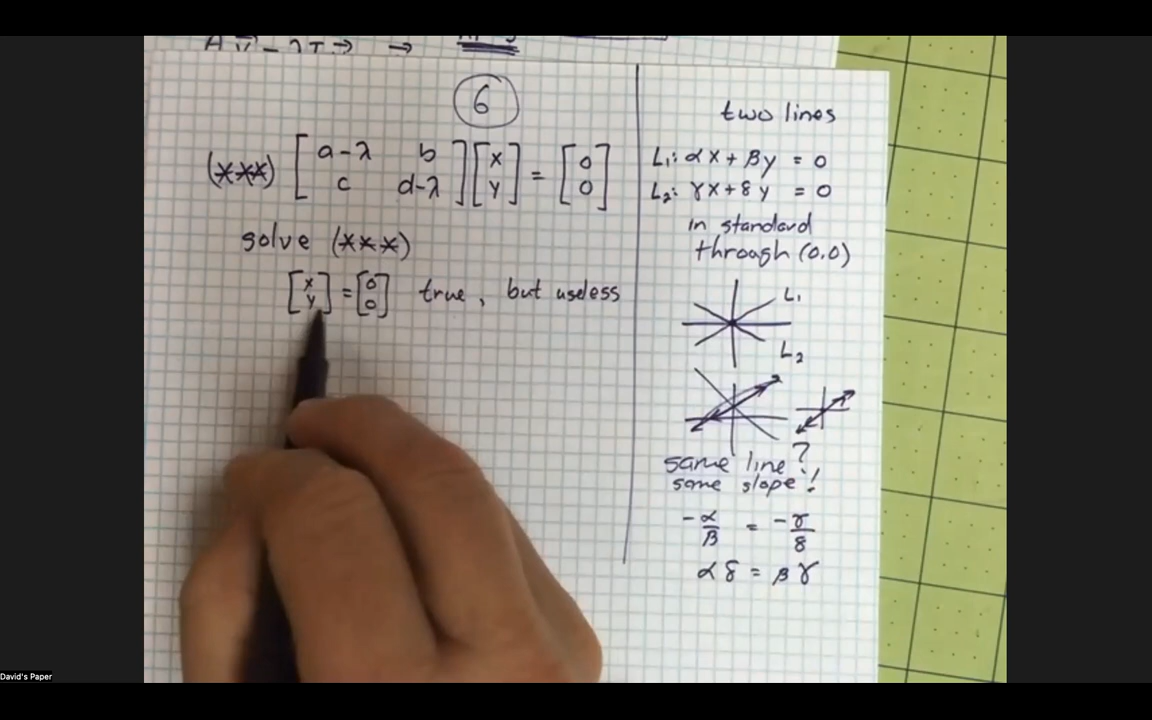 6
(***) [a-λ b; c d-λ] [x; y] = [0; 0]
solve (***)
[x; y] = [0; 0] true, but useless
two lines
L₁: αx + βy = 0
L₂: γx + δy = 0
in standard
through (0.0)
L₁
L₂
same line?
same slope!
-α/β = -γ/δ
αδ = βγ
David's Paper